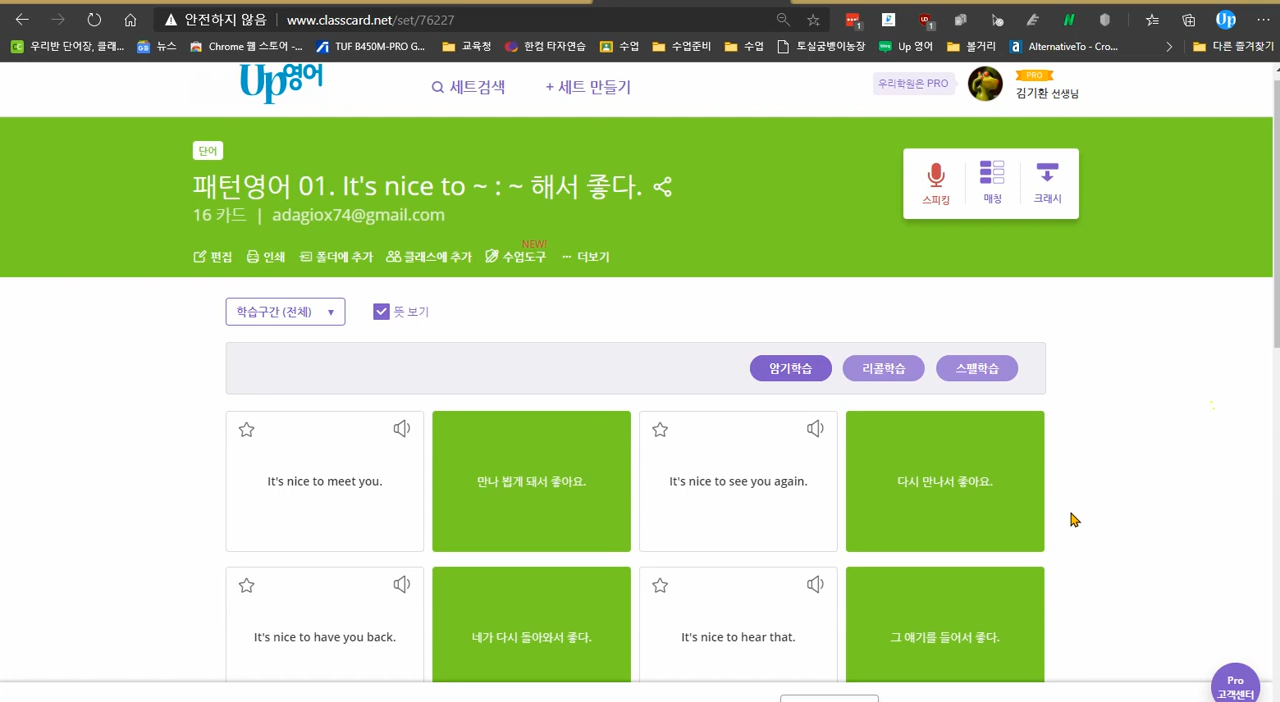 안전하지 않음 | www.classcard.net/set/76227
우리반 단어장, 클래... 뉴스 Chrome 웹 스토어 -... TUF B450M-PRO G... 교육청 한컴 타자연습 수업 수업준비 수업 토실굼벵이농장 Up 영어 볼거리 AlternativeTo - Cro... 다른 즐겨찾기
Up영어
세트검색 + 세트 만들기
우리학원은 PRO
PRO
김기환 선생님
단어
패턴영어 01. It's nice to ~ : ~ 해서 좋다.
16 카드 | adagiox74@gmail.com
스피킹 매칭 크래시
NEW!
편집 인쇄 폴더에 추가 클래스에 추가 수업도구 ··· 더보기
학습구간 (전체) ▼ 뜻 보기
암기학습 리콜학습 스펠학습
It's nice to meet you. 만나 뵙게 돼서 좋아요. It's nice to see you again. 다시 만나서 좋아요.
It's nice to have you back. 네가 다시 돌아와서 좋다. It's nice to hear that. 그 얘기를 들어서 좋다.
Pro
고객센터